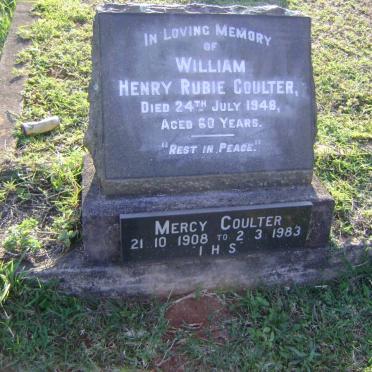 IN LOVING MEMORY
OF
WILLIAM
HENRY RUBIE COULTER,
DIED 24TH JULY 1948,
AGED 60 YEARS.
"REST IN PEACE."
MERCY COULTER
21 10 1908 TO 2 3 1983
I H S